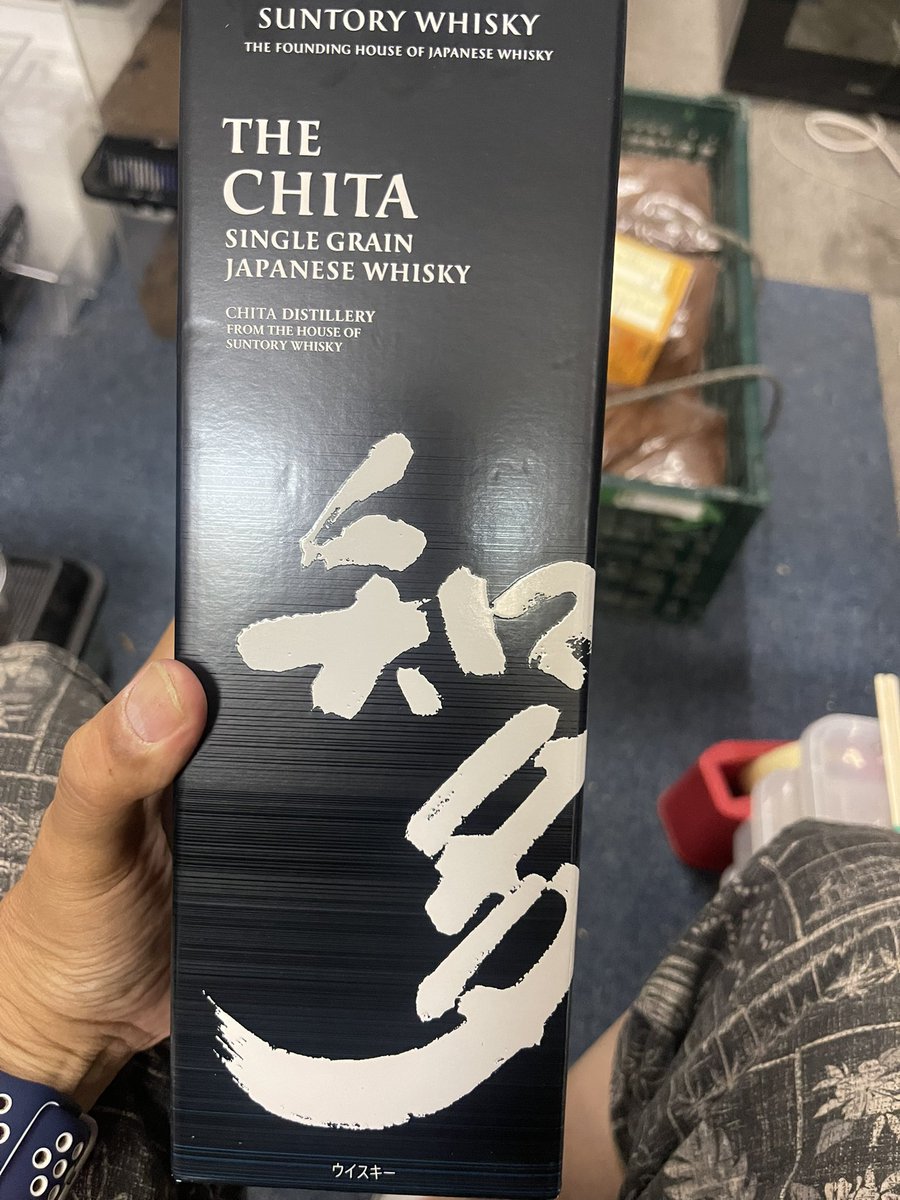 SUNTORY WHISKY
THE FOUNDING HOUSE OF JAPANESE WHISKY
THE
CHITA
SINGLE GRAIN
JAPANESE WHISKY
CHITA DISTILLERY
FROM THE HOUSE OF
SUNTORY WHISKY
知
多
ウイスキー